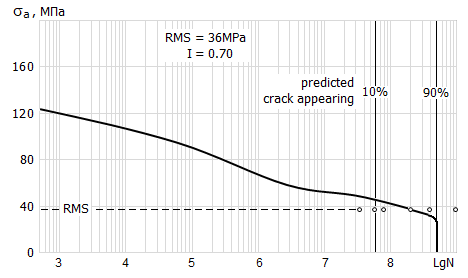 σa, МПа
RMS = 36MPa
I = 0.70
160
predicted
crack appearing
10%
90%
120
80
40
RMS
0
3 4 5 6 7 8 LgN